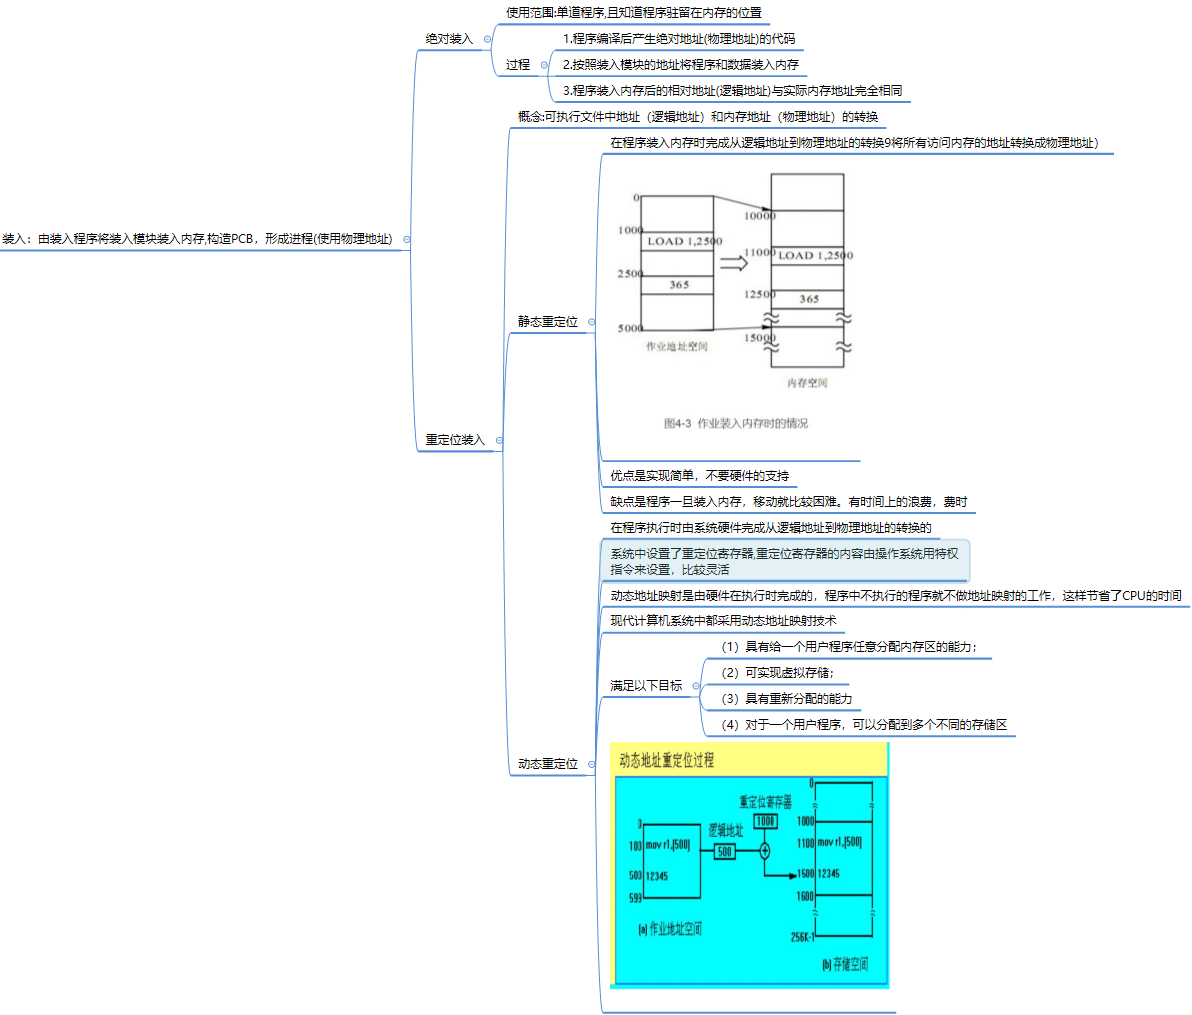 装入：由装入程序将装入模块装入内存,构造PCB，形成进程(使用物理地址)
绝对装入
使用范围:单道程序,且知道程序驻留在内存的位置
过程
1.程序编译后产生绝对地址(物理地址)的代码
2.按照装入模块的地址将程序和数据装入内存
3.程序装入内存后的相对地址(逻辑地址)与实际内存地址完全相同
重定位装入
概念:可执行文件中地址（逻辑地址）和内存地址（物理地址）的转换
静态重定位
在程序装入内存时完成从逻辑地址到物理地址的转换9将所有访问内存的地址转换成物理地址）
0
1000
LOAD 1,2500
2500
365
5000
作业地址空间
10000
11000
LOAD 1,2500
12500
365
15000
内存空间
图4-3 作业装入内存时的情况
优点是实现简单，不要硬件的支持
缺点是程序一旦装入内存，移动就比较困难。有时间上的浪费，费时
动态重定位
在程序执行时由系统硬件完成从逻辑地址到物理地址的转换的
系统中设置了重定位寄存器,重定位寄存器的内容由操作系统用特权
指令来设置，比较灵活
动态地址映射是由硬件在执行时完成的，程序中不执行的程序就不做地址映射的工作，这样节省了CPU的时间
现代计算机系统中都采用动态地址映射技术
满足以下目标
（1）具有给一个用户程序任意分配内存区的能力；
（2）可实现虚拟存储；
（3）具有重新分配的能力
（4）对于一个用户程序，可以分配到多个不同的存储区
动态地址重定位过程
0
100
mov r1,[500]
500
12345
599
(a) 作业地址空间
逻辑地址
500
重定位寄存器
1000
0
1000
1100
mov r1,[500]
1500
12345
1600
256K-1
(b) 存储空间